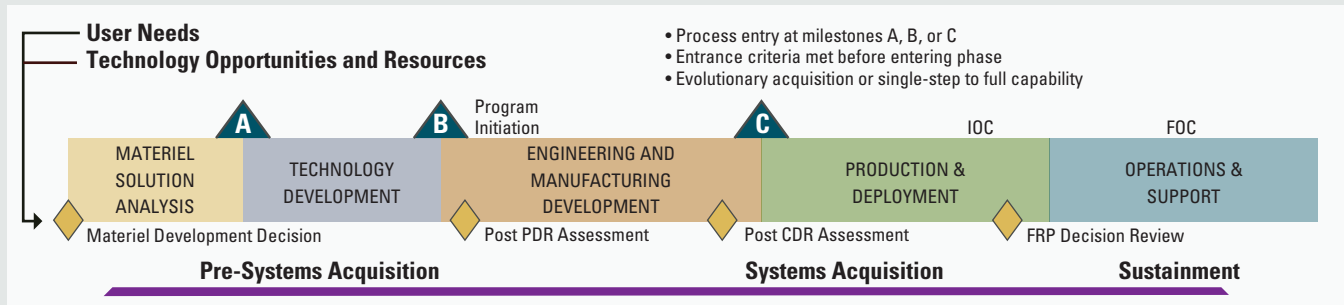 User Needs
Technology Opportunities and Resources
• Process entry at milestones A, B, or C
• Entrance criteria met before entering phase
• Evolutionary acquisition or single-step to full capability
A
B
Program
Initiation
C
IOC
FOC
MATERIEL
SOLUTION
ANALYSIS
TECHNOLOGY
DEVELOPMENT
ENGINEERING AND
MANUFACTURING
DEVELOPMENT
PRODUCTION &
DEPLOYMENT
OPERATIONS &
SUPPORT
Materiel Development Decision
Post PDR Assessment
Post CDR Assessment
FRP Decision Review
Pre-Systems Acquisition
Systems Acquisition
Sustainment